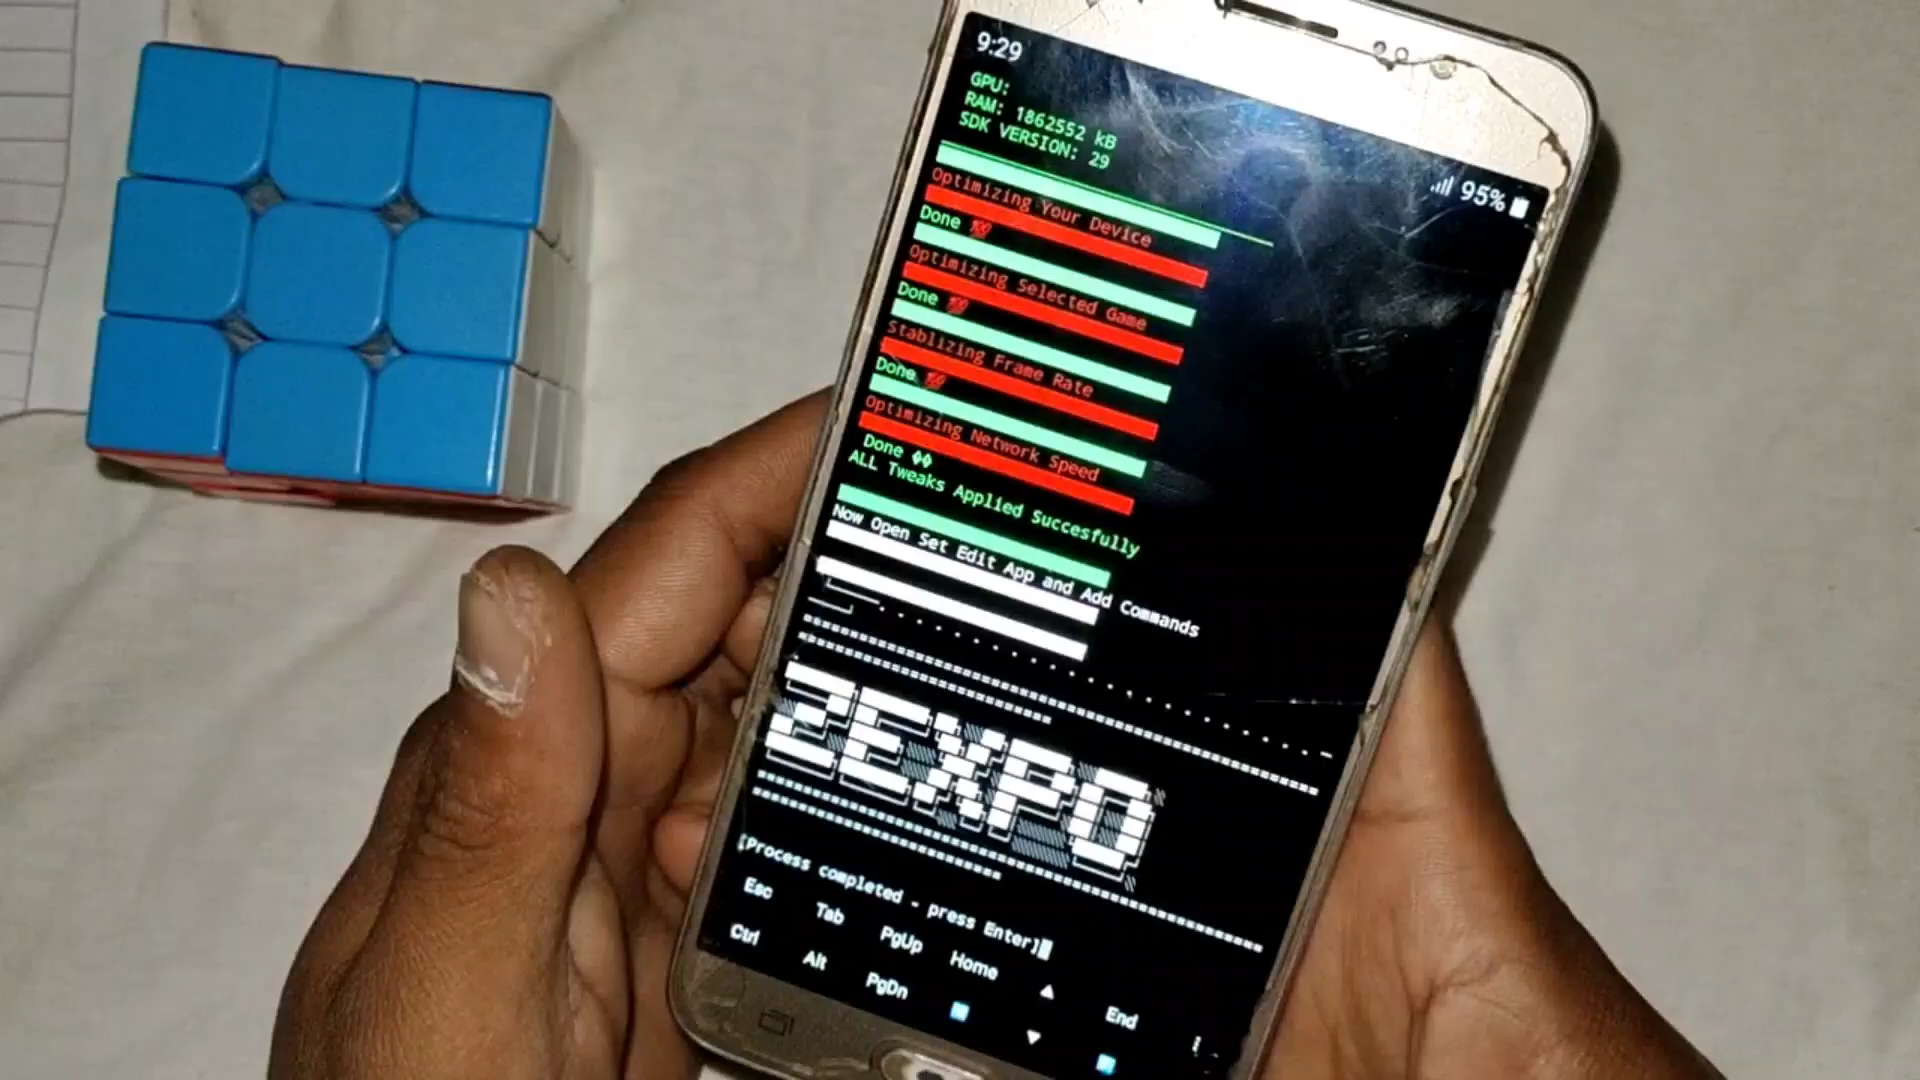 9:29
95%
GPU:
RAM: 1862552 kB
SDK VERSION: 29
Optimizing Your Device
Done 💯
Optimizing Selected Game
Done 💯
Stablizing Frame Rate
Done 💯
Optimizing Network Speed
Done ��
ALL Tweaks Applied Succesfully
Now Open Set Edit App and Add Commands
ZEXPO
[Process completed - press Enter]
Esc Tab PgUp Home ▲ End
Ctrl Alt PgDn ▼